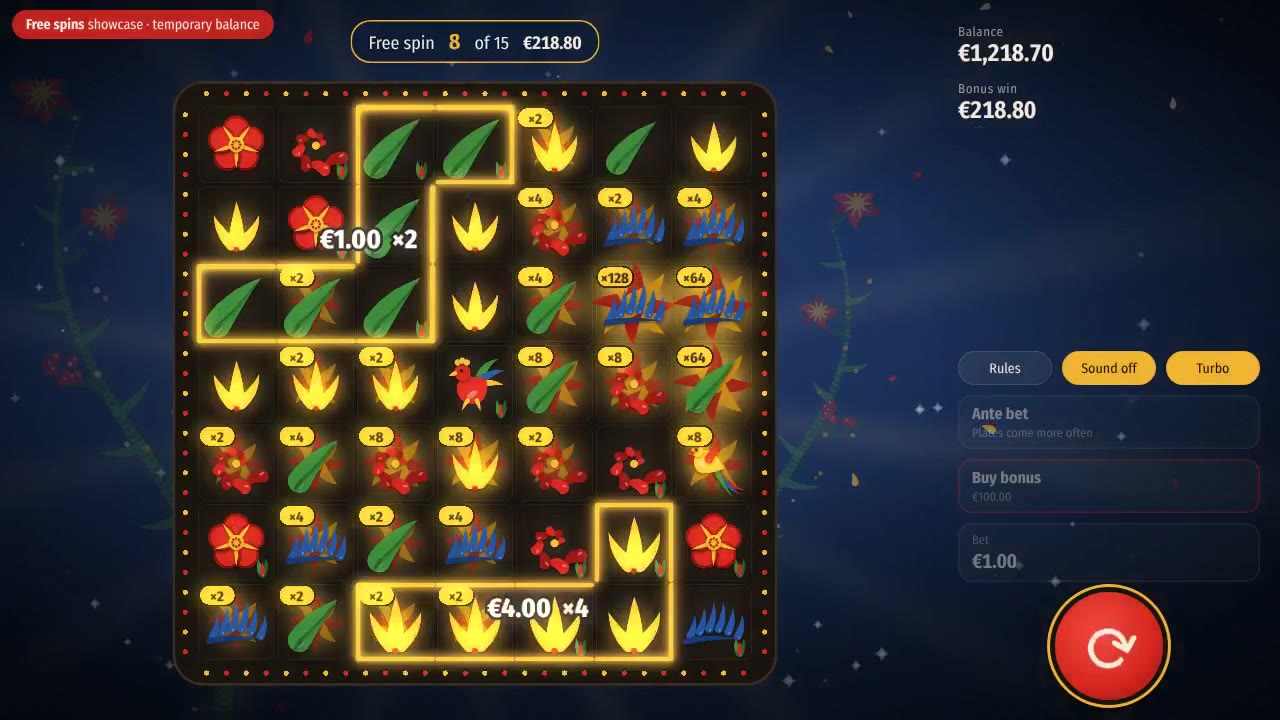 Free spins showcase · temporary balance
Free spin 8 of 15 €218.80
Balance
€1,218.70
Bonus win
€218.80
×2
×4 ×2 ×4
€1.00 ×2
×2 ×4 ×128 ×64
×2 ×2 ×8 ×8 ×64
×2 ×4 ×8 ×8 ×2 ×8
×4 ×2 ×4
×2 ×2 ×2 ×2
€4.00 ×4
Rules Sound off Turbo
Ante bet
Plates come more often
Buy bonus
€100.00
Bet
€1.00